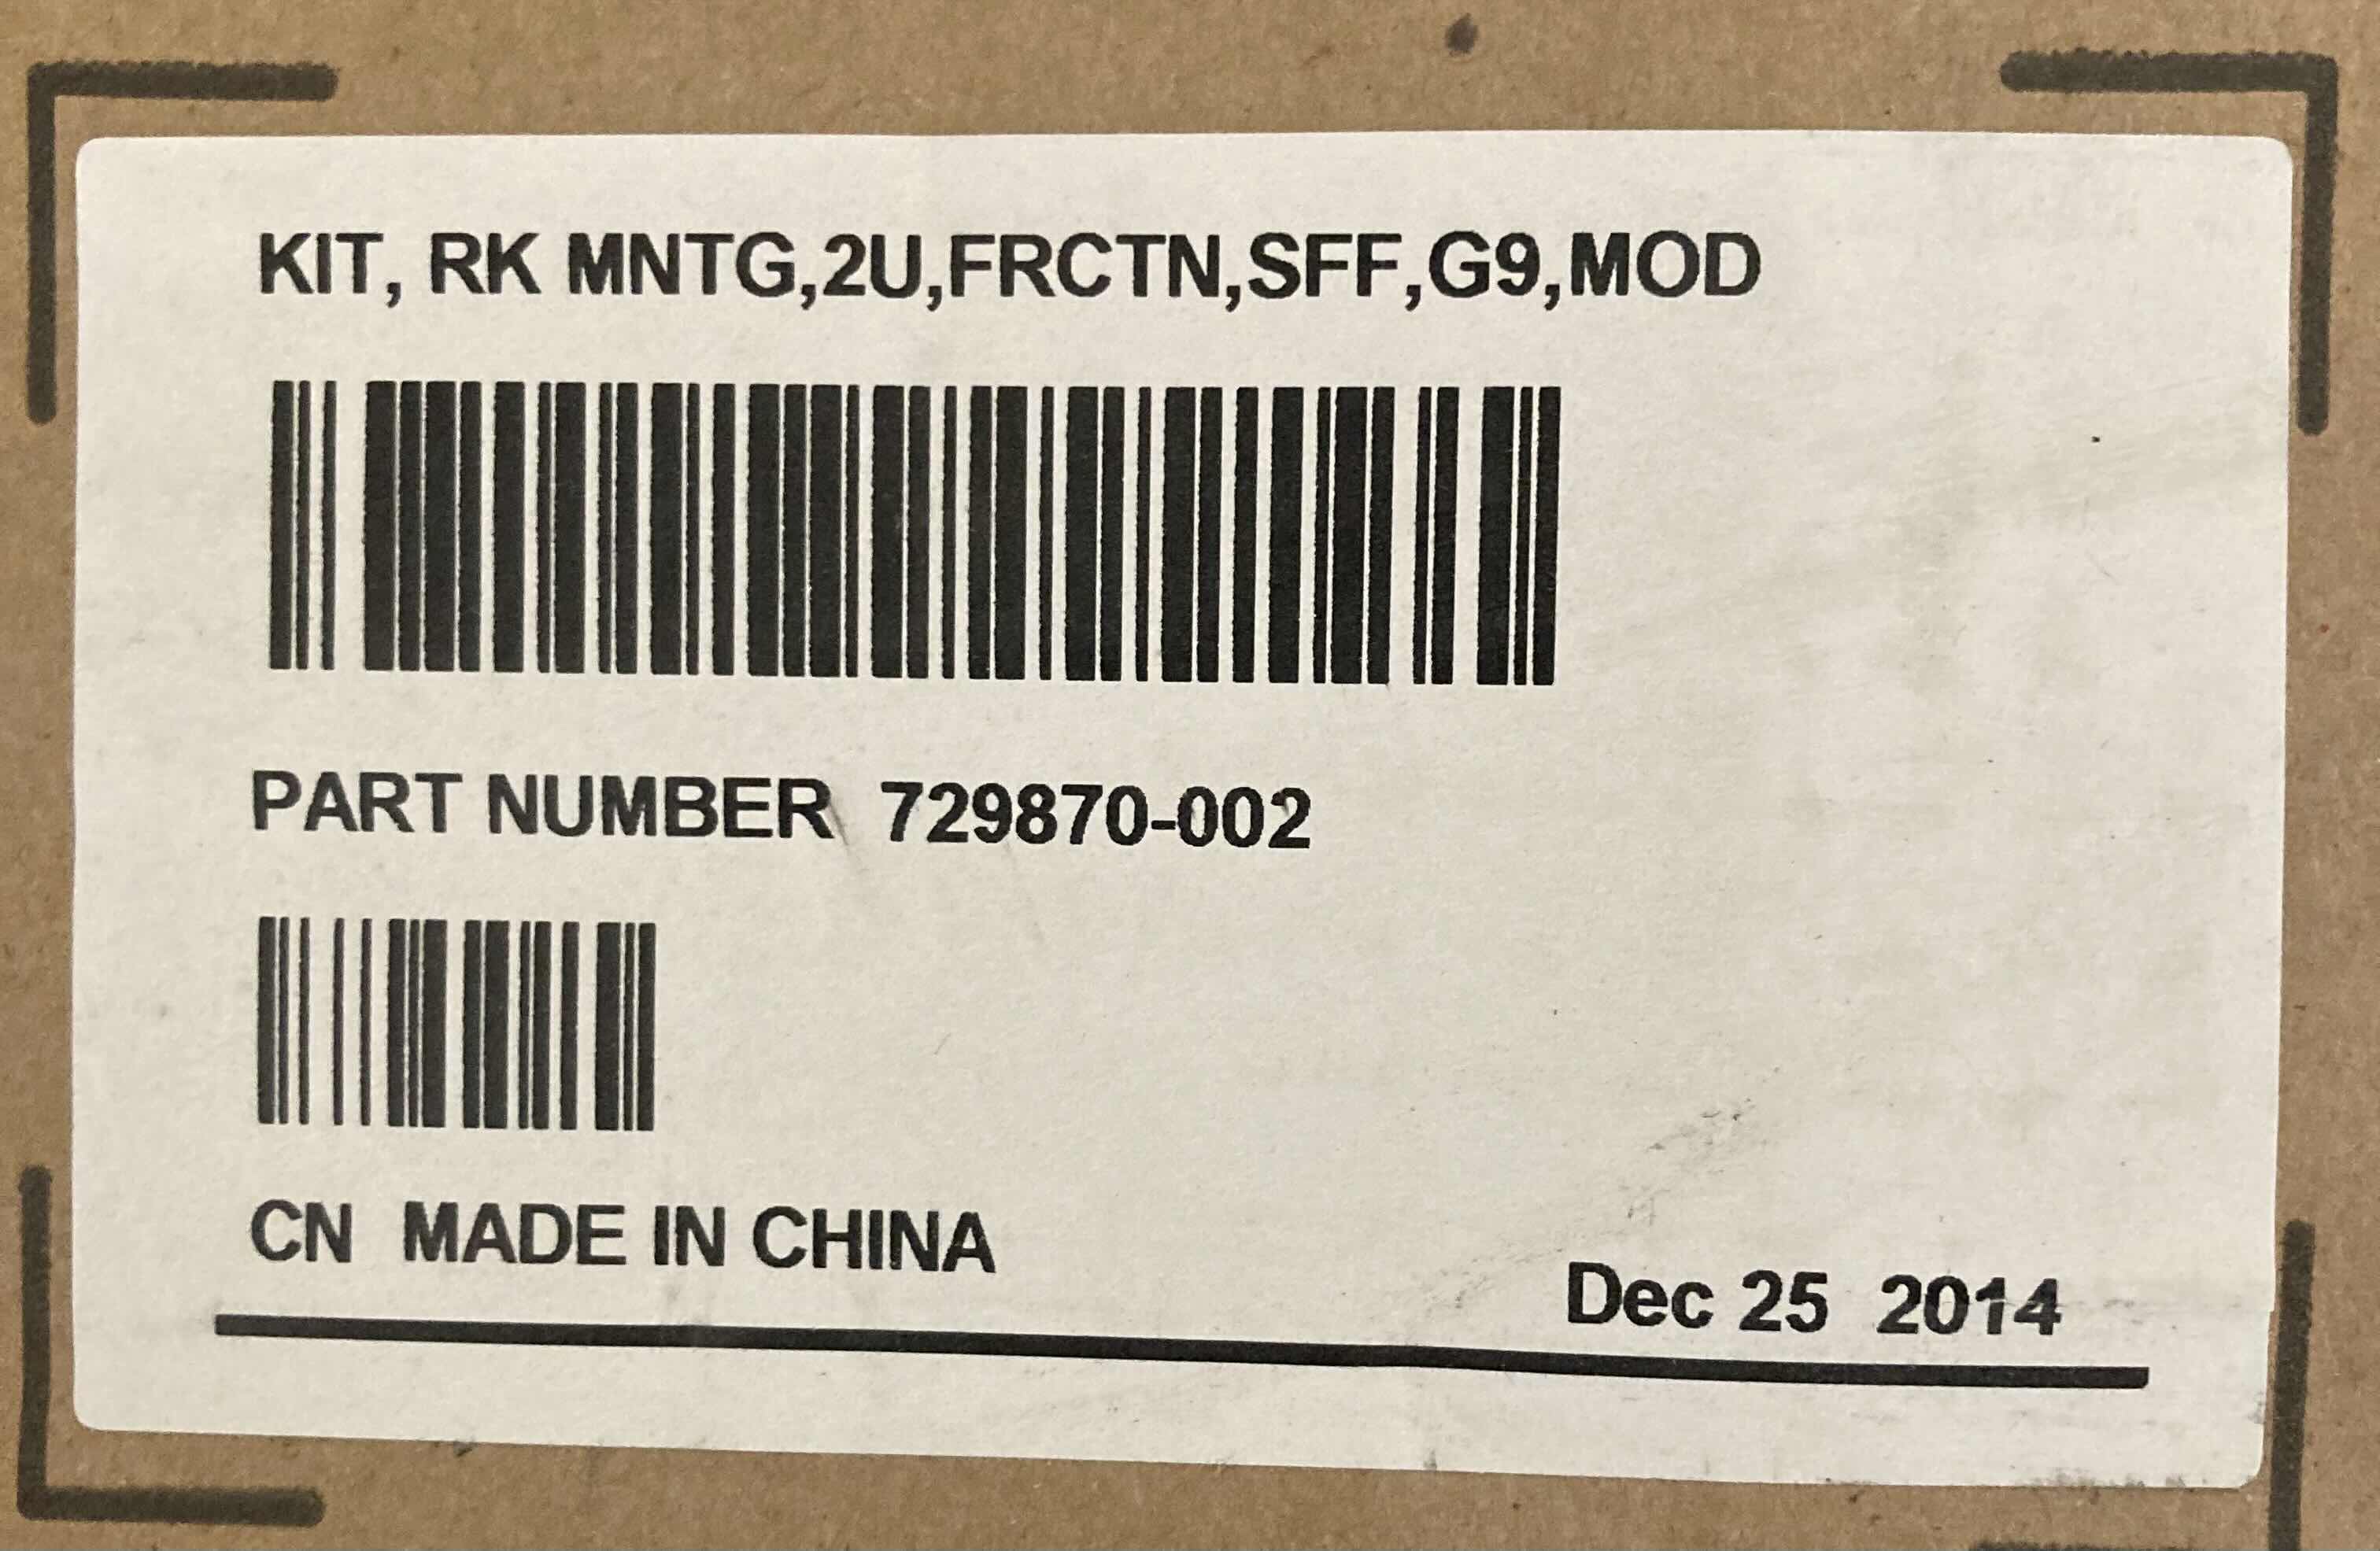 KIT, RK MNTG,2U,FRCTN,SFF,G9,MOD
PART NUMBER 729870-002
CN MADE IN CHINA
Dec 25 2014